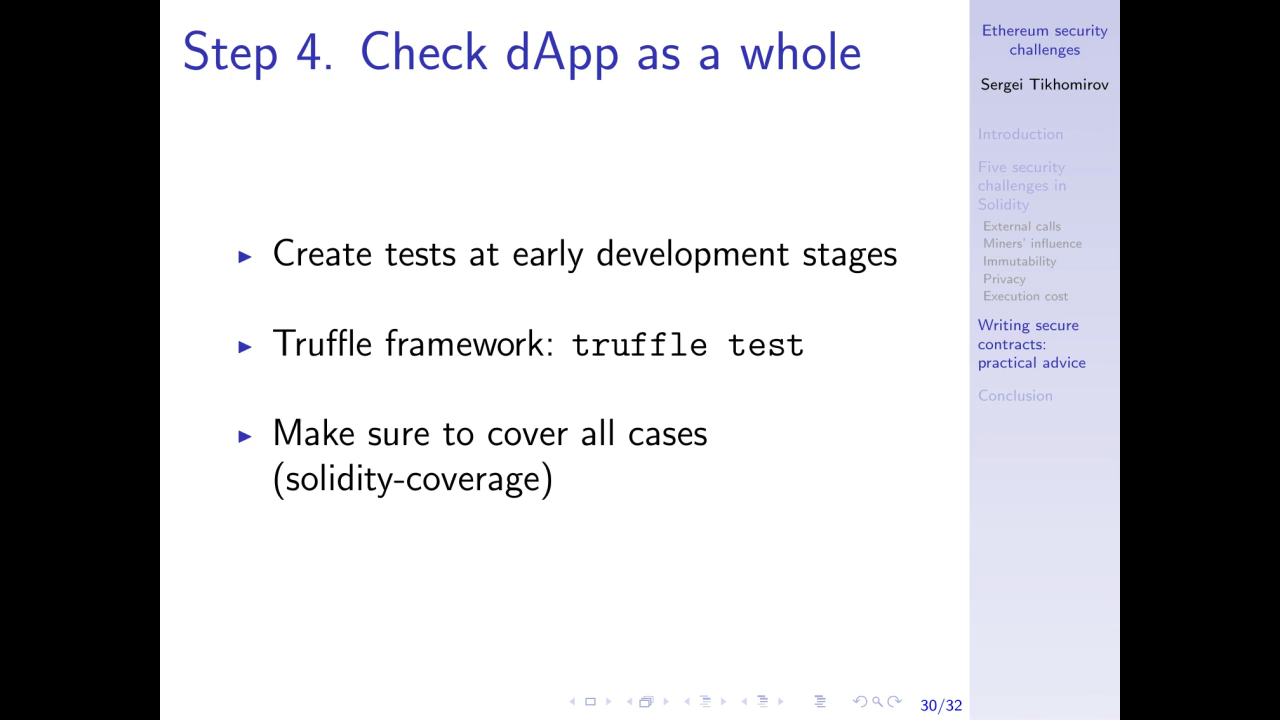 Step 4. Check dApp as a whole
▶ Create tests at early development stages
▶ Truffle framework: truffle test
▶ Make sure to cover all cases
(solidity-coverage)
Ethereum security
challenges
Sergei Tikhomirov
Introduction
Five security
challenges in
Solidity
External calls
Miners' influence
Immutability
Privacy
Execution cost
Writing secure
contracts:
practical advice
Conclusion
30/32